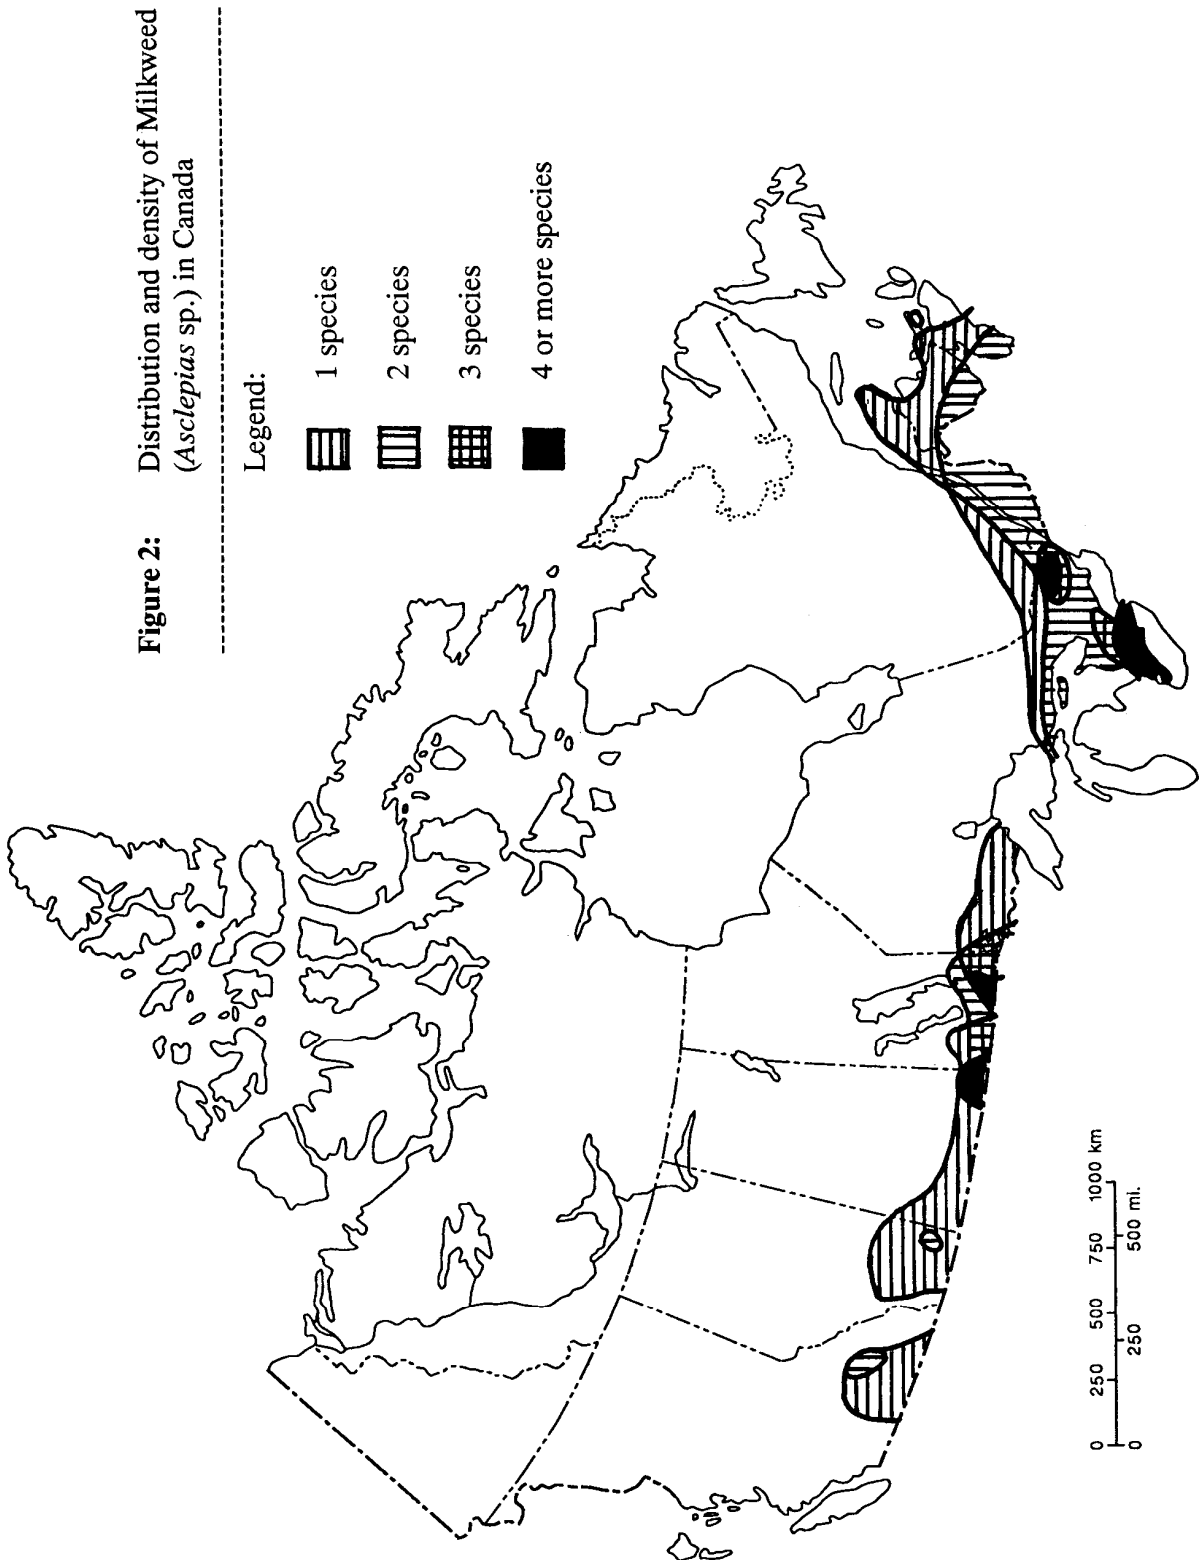 Figure 2: Distribution and density of Milkweed
(Asclepias sp.) in Canada
Legend:
1 species
2 species
3 species
4 or more species
0 250 500 750 1000 km
0 250 500 mi.